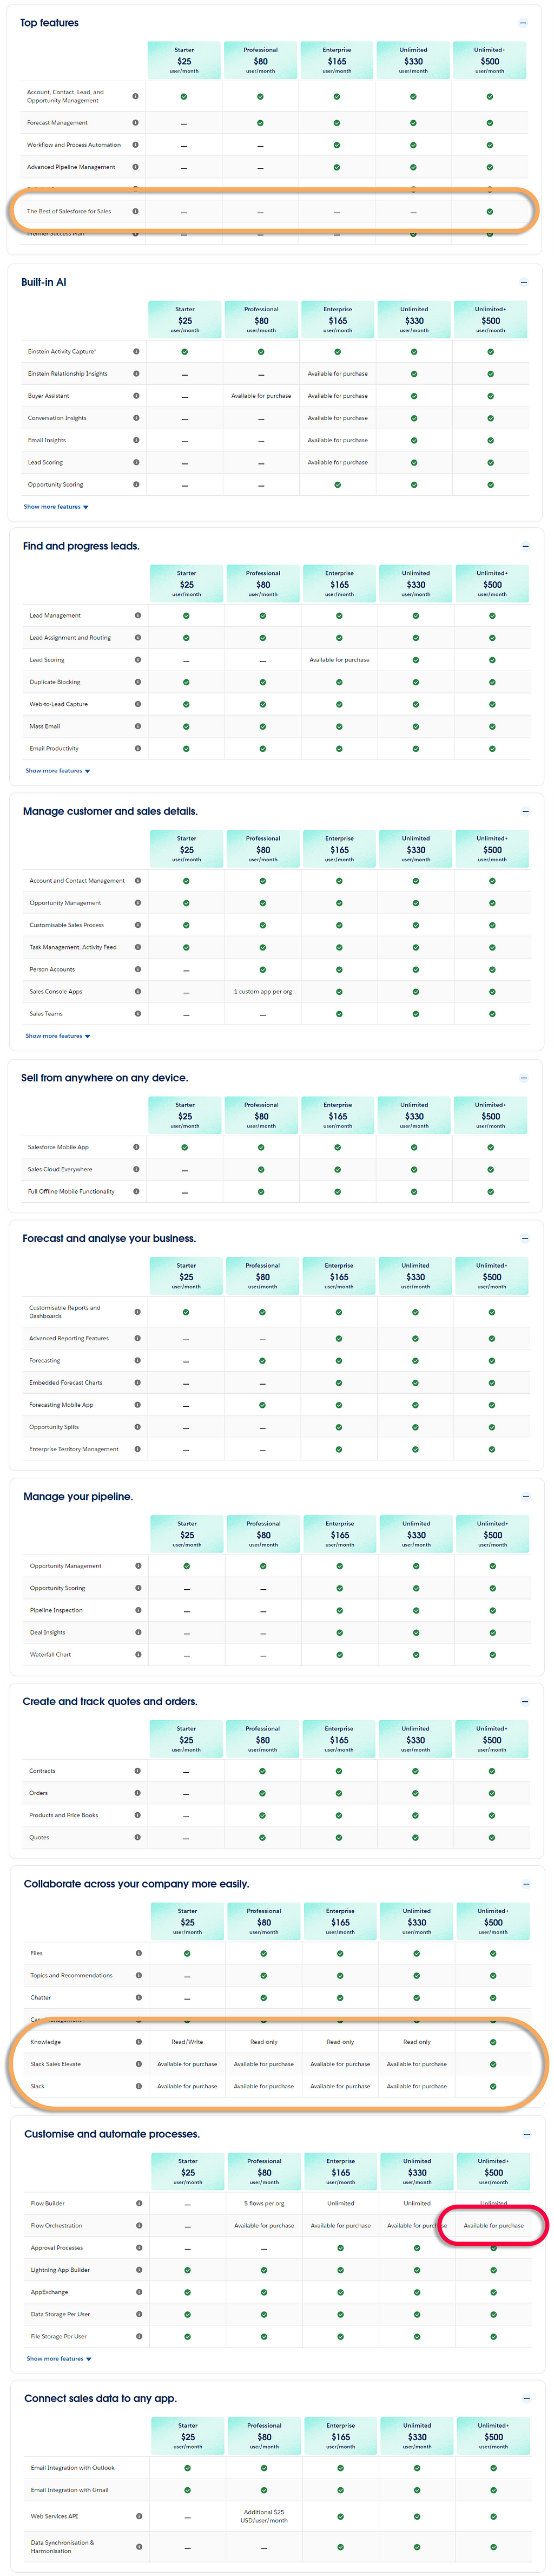 Top features
Starter Professional Enterprise Unlimited Unlimited+
$25 $80 $165 $330 $500
user/month user/month user/month user/month user/month
Account, Contact, Lead, and
Opportunity Management
Forecast Management — 
Workflow and Process Automation — —
Advanced Pipeline Management — —
The Best of Salesforce for Sales — — — —
Premier Success Plan — — —
Built-in AI
Starter Professional Enterprise Unlimited Unlimited+
$25 $80 $165 $330 $500
user/month user/month user/month user/month user/month
Einstein Activity Capture*
Einstein Relationship Insights — — Available for purchase
Buyer Assistant — Available for purchase Available for purchase
Conversation Insights — — Available for purchase
Email Insights — — Available for purchase
Lead Scoring — — Available for purchase
Opportunity Scoring — —
Show more features
Find and progress leads.
Starter Professional Enterprise Unlimited Unlimited+
$25 $80 $165 $330 $500
user/month user/month user/month user/month user/month
Lead Management
Lead Assignment and Routing
Lead Scoring — — Available for purchase
Duplicate Blocking
Web-to-Lead Capture
Mass Email
Email Productivity
Show more features
Manage customer and sales details.
Starter Professional Enterprise Unlimited Unlimited+
$25 $80 $165 $330 $500
user/month user/month user/month user/month user/month
Account and Contact Management
Opportunity Management
Customisable Sales Process
Task Management, Activity Feed
Person Accounts —
Sales Console Apps — 1 custom app per org
Sales Teams — —
Show more features
Sell from anywhere on any device.
Starter Professional Enterprise Unlimited Unlimited+
$25 $80 $165 $330 $500
user/month user/month user/month user/month user/month
Salesforce Mobile App
Sales Cloud Everywhere —
Full Offline Mobile Functionality —
Forecast and analyse your business.
Starter Professional Enterprise Unlimited Unlimited+
$25 $80 $165 $330 $500
user/month user/month user/month user/month user/month
Customisable Reports and
Dashboards
Advanced Reporting Features — —
Forecasting —
Embedded Forecast Charts — —
Forecasting Mobile App —
Opportunity Splits — —
Enterprise Territory Management — —
Manage your pipeline.
Starter Professional Enterprise Unlimited Unlimited+
$25 $80 $165 $330 $500
user/month user/month user/month user/month user/month
Opportunity Management
Opportunity Scoring — —
Pipeline Inspection — —
Deal Insights — —
Waterfall Chart — —
Create and track quotes and orders.
Starter Professional Enterprise Unlimited Unlimited+
$25 $80 $165 $330 $500
user/month user/month user/month user/month user/month
Contracts —
Orders —
Products and Price Books —
Quotes —
Collaborate across your company more easily.
Starter Professional Enterprise Unlimited Unlimited+
$25 $80 $165 $330 $500
user/month user/month user/month user/month user/month
Files
Topics and Recommendations —
Chatter —
Knowledge Read/Write Read-only Read-only Read-only
Slack Sales Elevate Available for purchase Available for purchase Available for purchase Available for purchase
Slack Available for purchase Available for purchase Available for purchase Available for purchase
Customise and automate processes.
Starter Professional Enterprise Unlimited Unlimited+
$25 $80 $165 $330 $500
user/month user/month user/month user/month user/month
Flow Builder — 5 flows per org Unlimited Unlimited Unlimited
Flow Orchestration — Available for purchase Available for purchase Available for purchase Available for purchase
Approval Processes — —
Lightning App Builder
AppExchange
Data Storage Per User
File Storage Per User
Show more features
Connect sales data to any app.
Starter Professional Enterprise Unlimited Unlimited+
$25 $80 $165 $330 $500
user/month user/month user/month user/month user/month
Email Integration with Outlook
Email Integration with Gmail
Web Services API — Additional $25
USD/user/month
Data Synchronisation &
Harmonisation — —